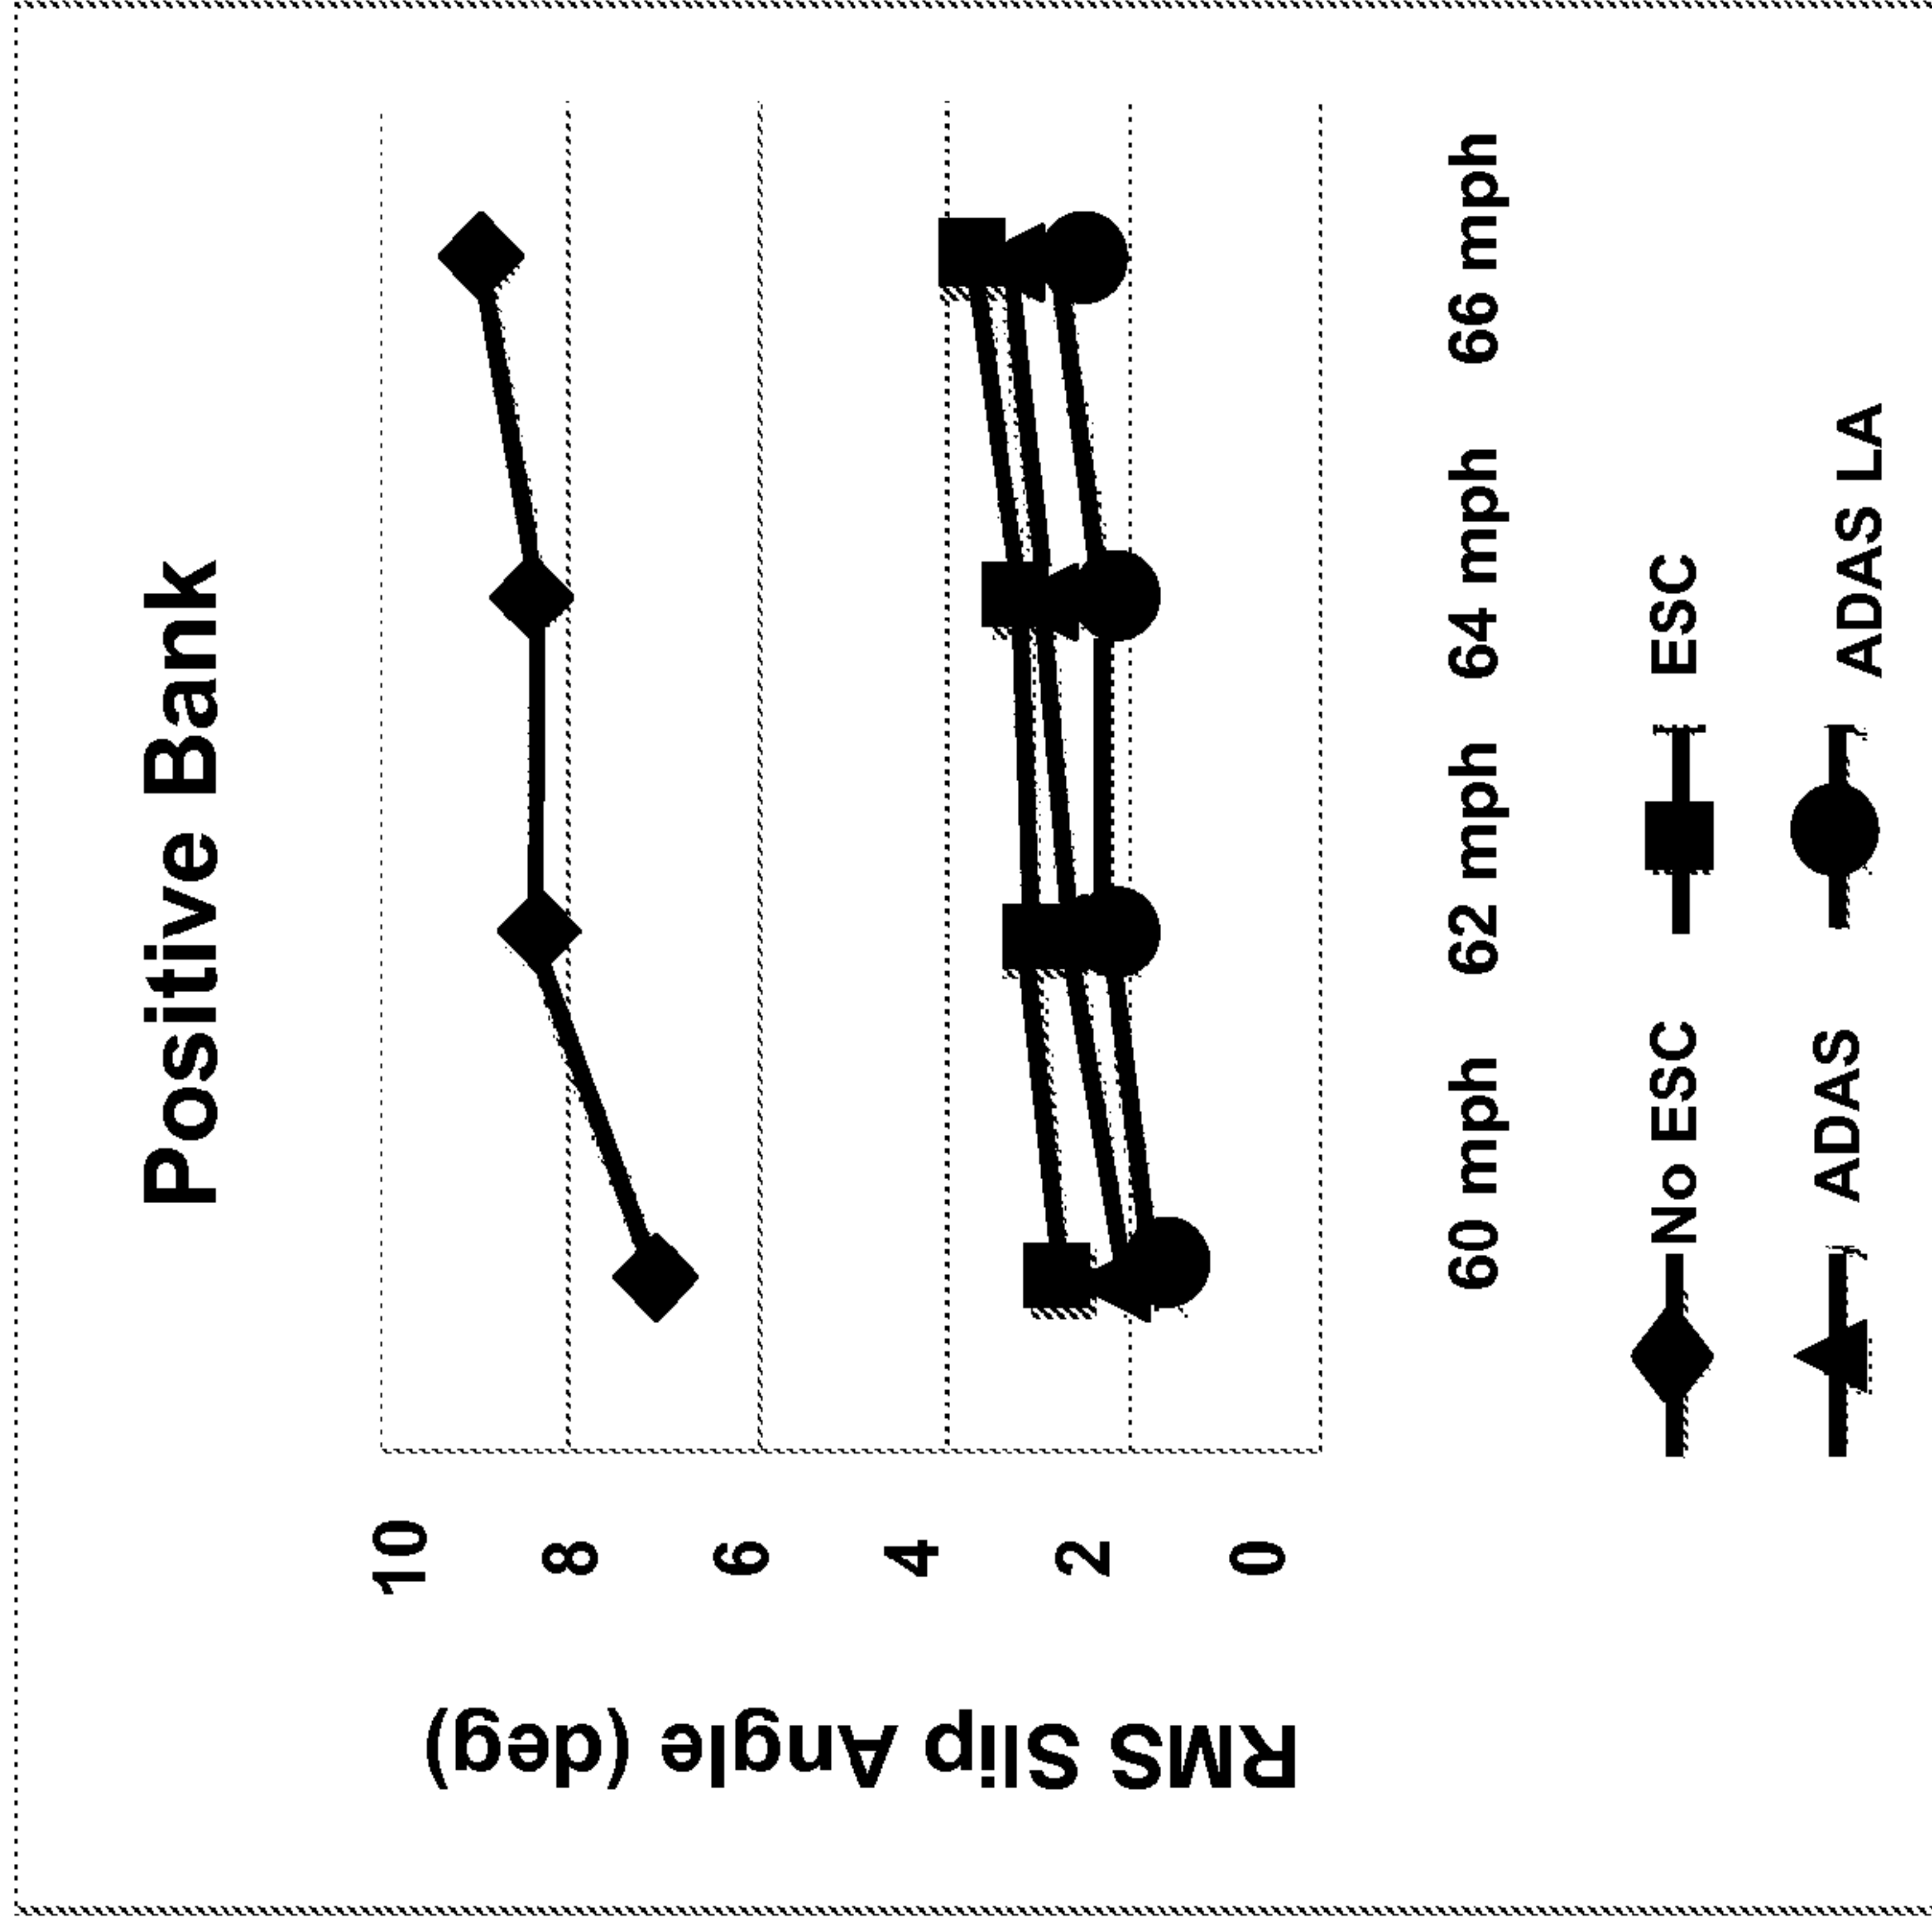 Positive Bank
RMS Slip Angle (deg)
10
8
6
4
2
0
60 mph 62 mph 64 mph 66 mph
No ESC ESC
ADAS ADAS LA